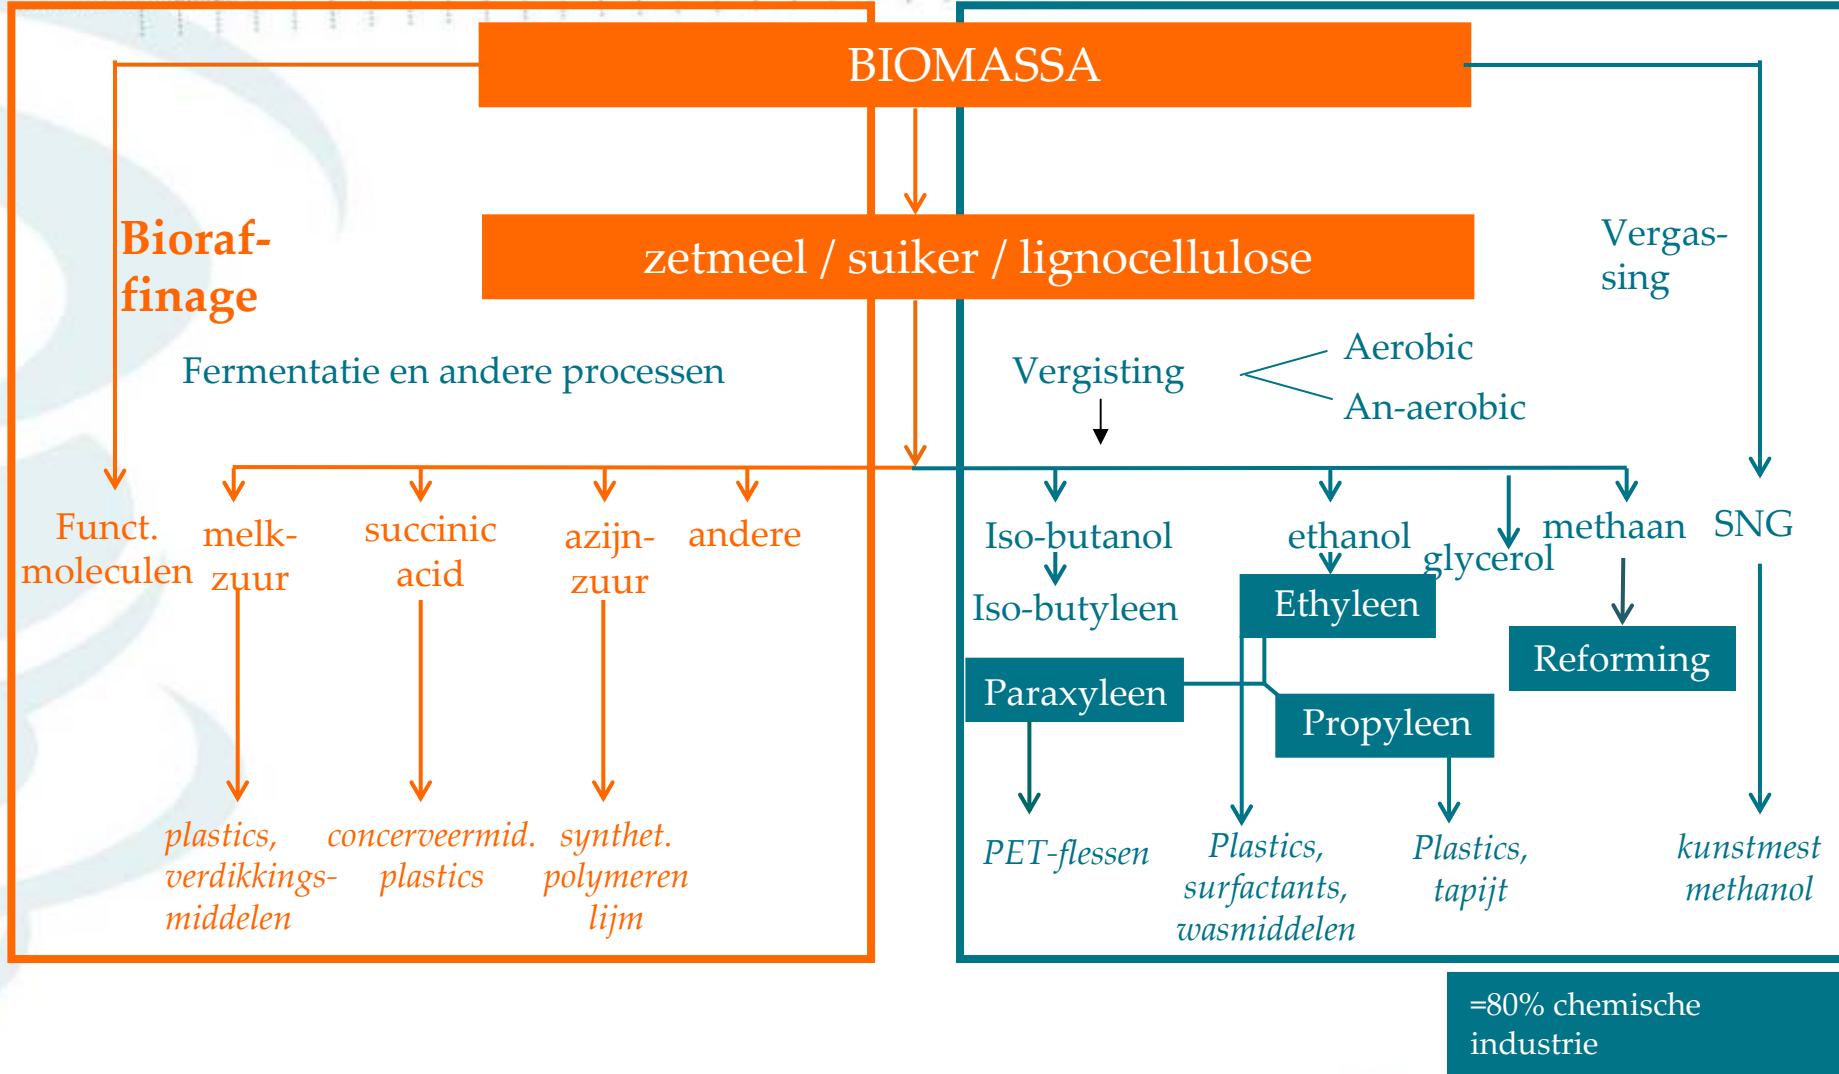 BIOMASSA
Bioraf-
finage
zetmeel / suiker / lignocellulose
Vergas-
sing
Fermentatie en andere processen
Vergisting
Aerobic
An-aerobic
Funct.
moleculen
melk-
zuur
succinic
acid
azijn-
zuur
andere
Iso-butanol
ethanol
glycerol
methaan
SNG
Iso-butyleen
Ethyleen
Reforming
Paraxyleen
Propyleen
plastics,
verdikkings-
middelen
concerveermid.
plastics
synthet.
polymeren
lijm
PET-flessen
Plastics,
surfactants,
wasmiddelen
Plastics,
tapijt
kunstmest
methanol
=80% chemische
industrie